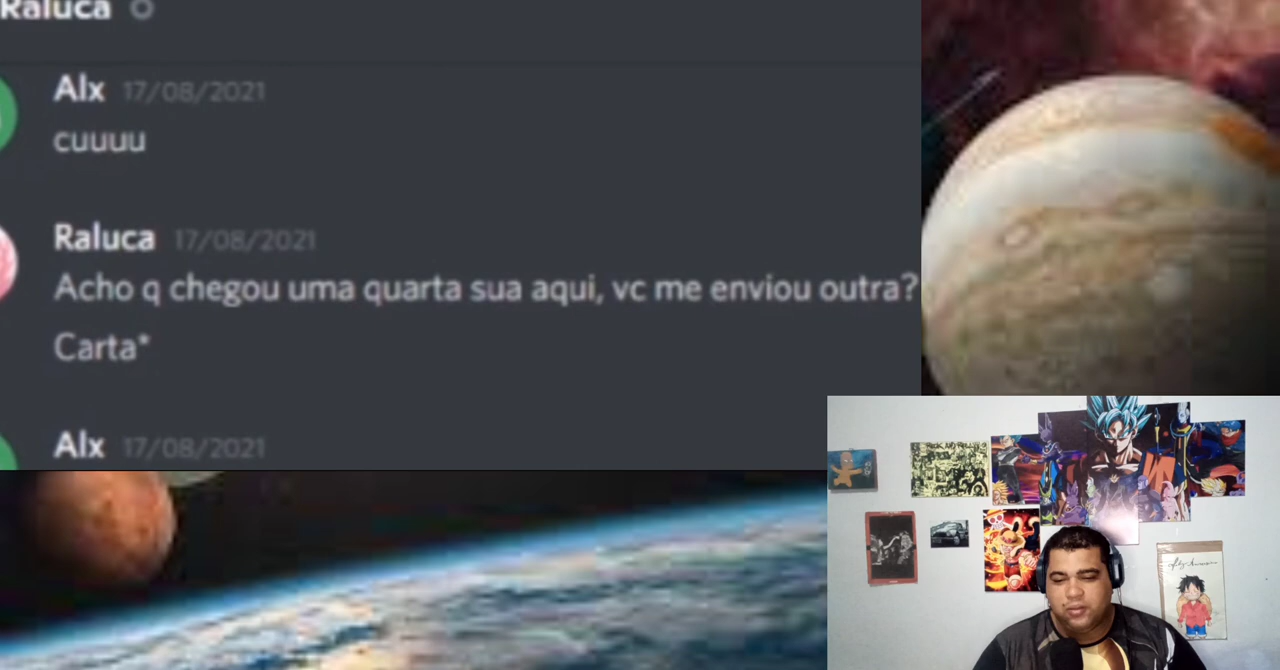 Raluca
Alx 17/08/2021
cuuuu
Raluca 17/08/2021
Acho q chegou uma quarta sua aqui, vc me enviou outra?
Carta*
Alx 17/08/2021